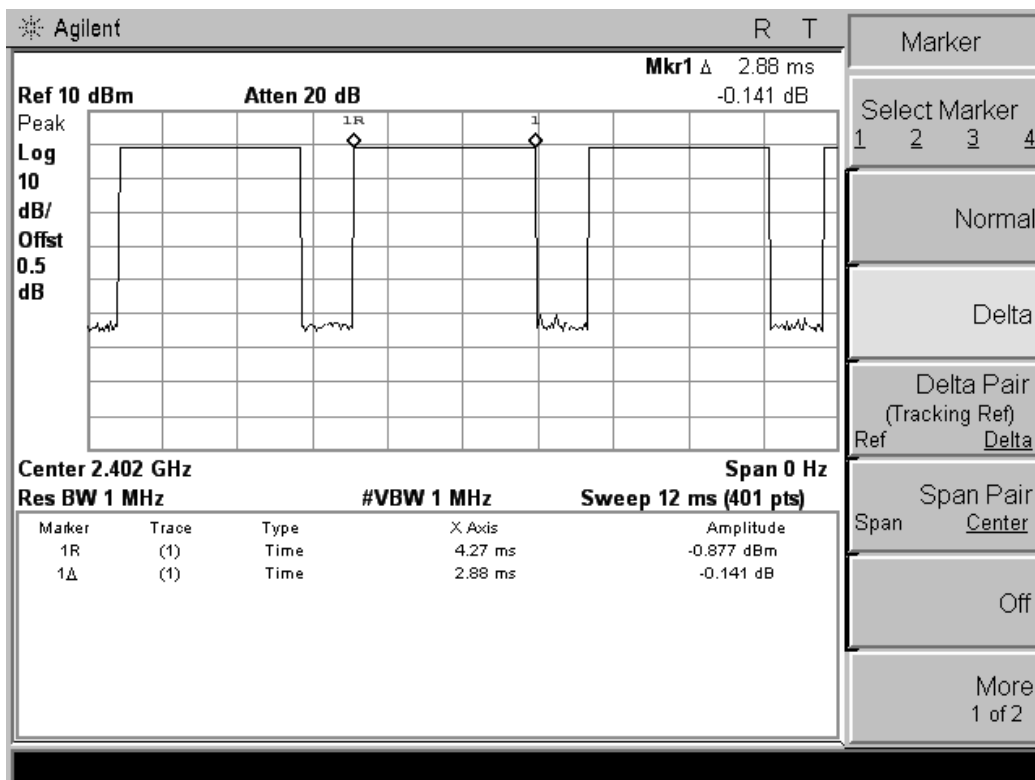 Agilent R T
Mkr1 Δ 2.88 ms
Ref 10 dBm Atten 20 dB -0.141 dB
Peak
Log
10
dB/
Offst
0.5
dB
1R 1
Center 2.402 GHz Span 0 Hz
Res BW 1 MHz #VBW 1 MHz Sweep 12 ms (401 pts)
Marker Trace Type X Axis Amplitude
1R (1) Time 4.27 ms -0.877 dBm
1Δ (1) Time 2.88 ms -0.141 dB
Marker
Select Marker
1 2 3 4
Normal
Delta
Delta Pair
(Tracking Ref)
Ref Delta
Span Pair
Span Center
Off
More
1 of 2